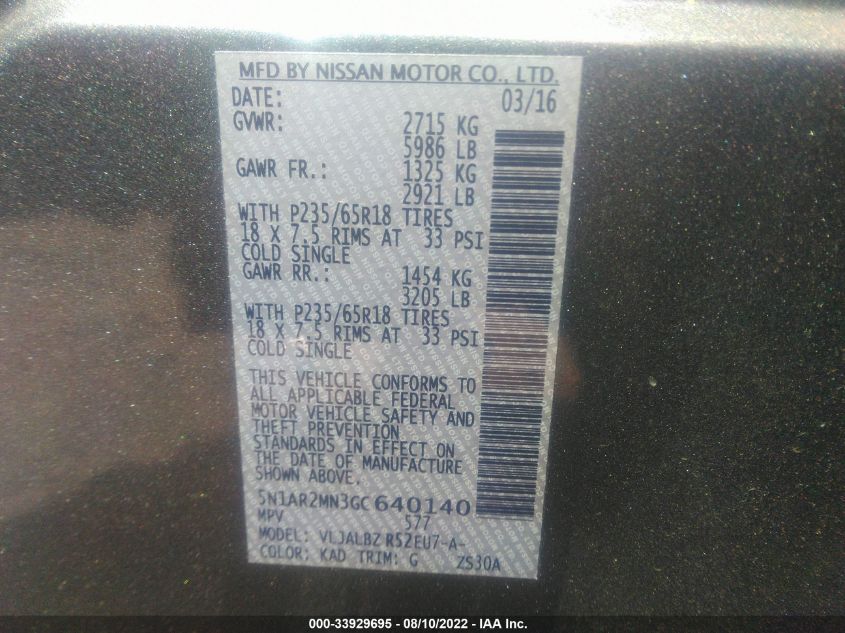 MFD BY NISSAN MOTOR CO., LTD.
DATE: 03/16
GVWR: 2715 KG
5986 LB
GAWR FR.: 1325 KG
2921 LB
WITH P235/65R18 TIRES
18 X 7.5 RIMS AT 33 PSI
COLD SINGLE
GAWR RR.: 1454 KG
3205 LB
WITH P235/65R18 TIRES
18 X 7.5 RIMS AT 33 PSI
COLD SINGLE
THIS VEHICLE CONFORMS TO
ALL APPLICABLE FEDERAL
MOTOR VEHICLE SAFETY AND
THEFT PREVENTION
STANDARDS IN EFFECT ON
THE DATE OF MANUFACTURE
SHOWN ABOVE.
5N1AR2MN3GC640140
MPV 577
MODEL: VLJALBZ R52EU7-A-
COLOR: KAD TRIM: G ZS30A
000-33929695 - 08/10/2022 - IAA Inc.